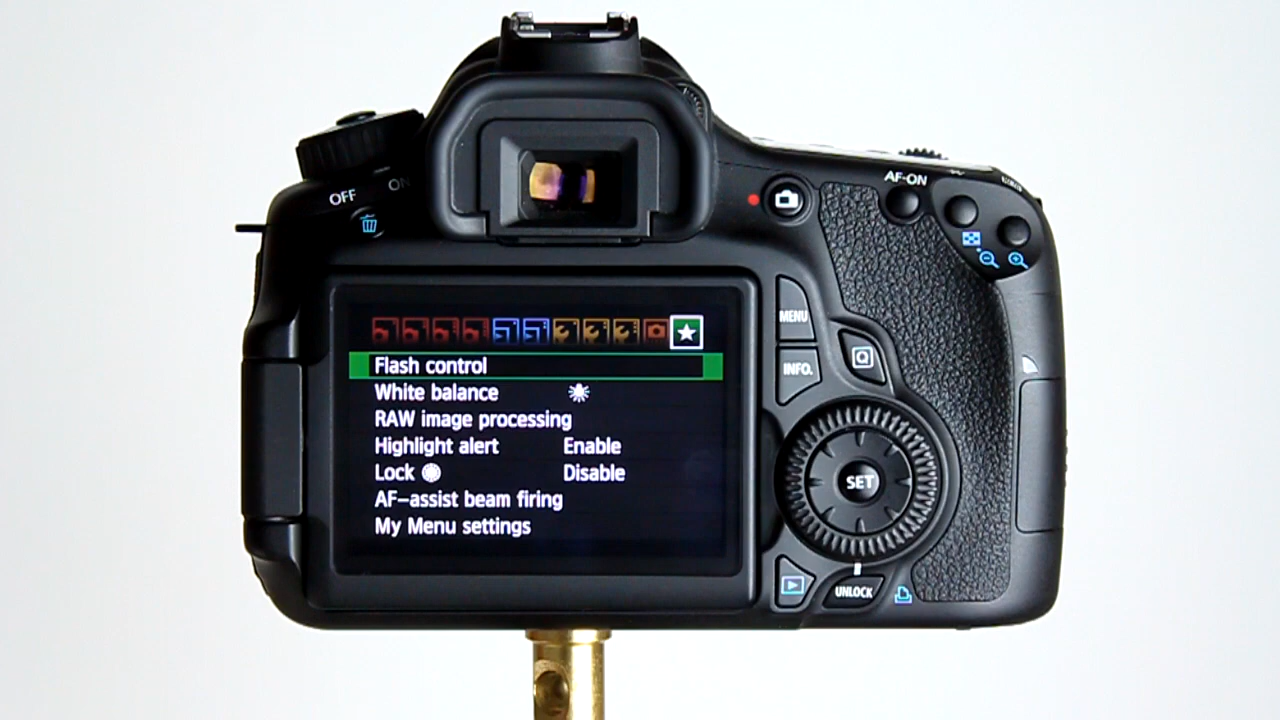 AF-ON
OFF ON
MENU
Flash control
INFO.
Q
White balance
RAW image processing
Highlight alert Enable
Lock Disable
SET
AF-assist beam firing
My Menu settings
UNLOCK